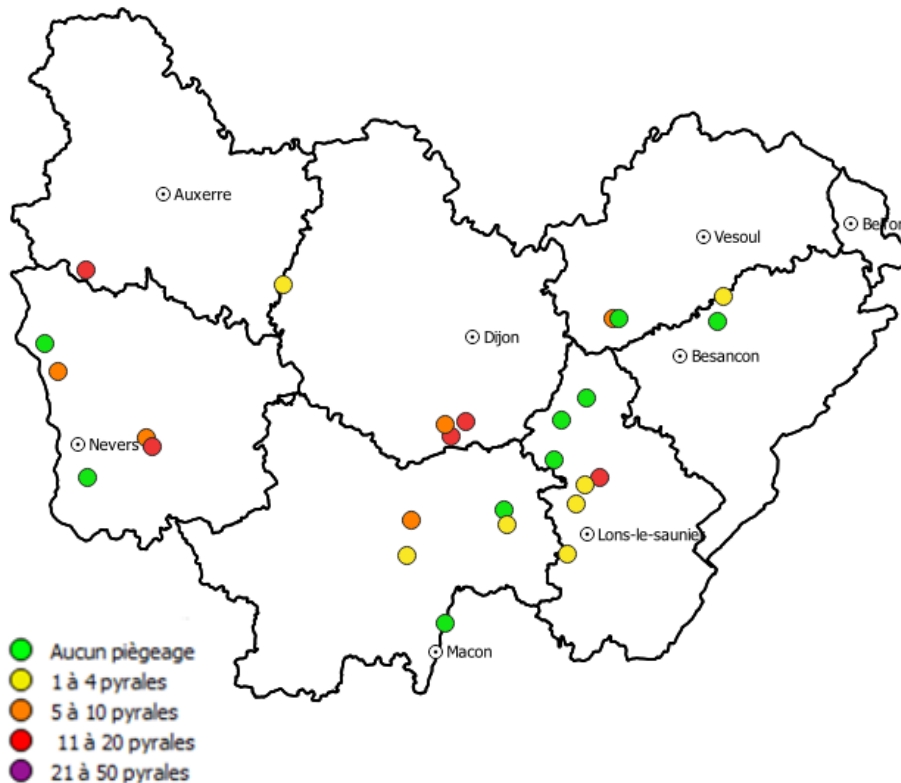 Auxerre
Belfor
Vesoul
Dijon
Besancon
Nevers
Lons-le-saunie
Macon
Aucun piègeage
1 à 4 pyrales
5 à 10 pyrales
11 à 20 pyrales
21 à 50 pyrales